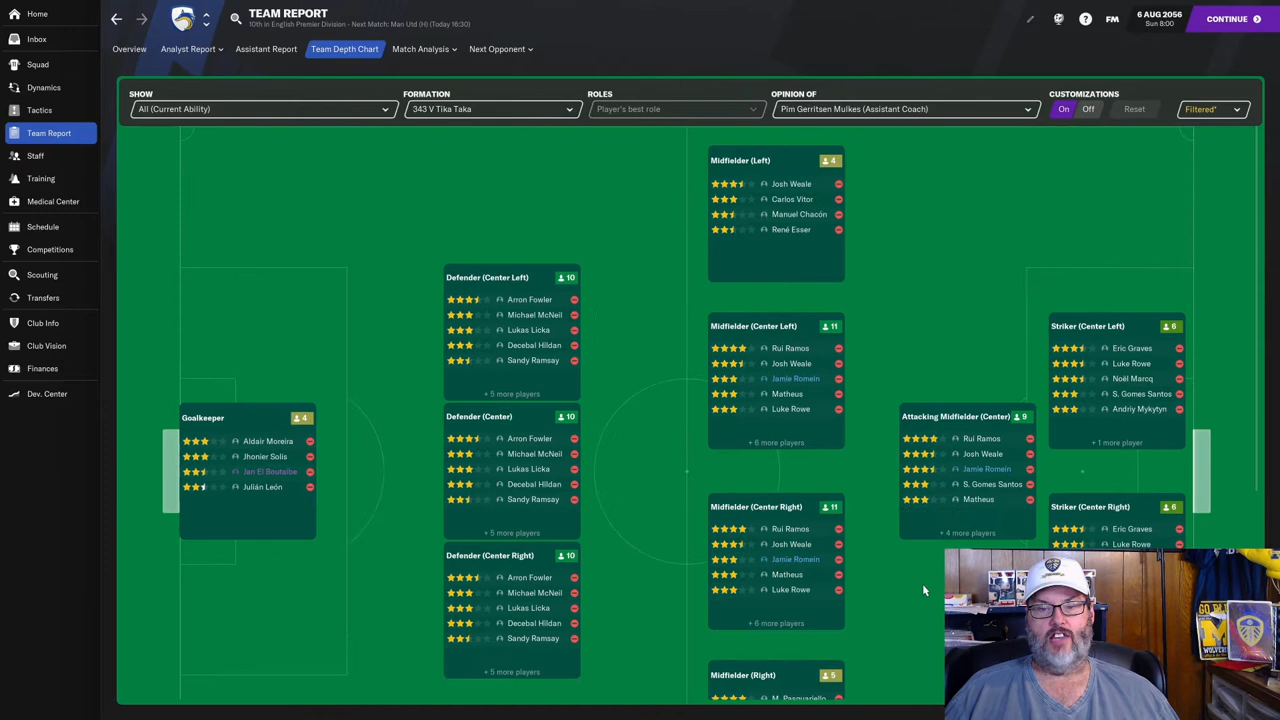 Home
Inbox
Squad
Dynamics
Tactics
Team Report
Staff
Training
Medical Center
Schedule
Competitions
Scouting
Transfers
Club Info
Club Vision
Finances
Dev. Center
TEAM REPORT
10th in English Premier Division - Next Match: Man Utd (H) (Today 16:30)
FM
6 AUG 2056
Sun 8:00
CONTINUE
Overview
Analyst Report
Assistant Report
Team Depth Chart
Match Analysis
Next Opponent
SHOW
All (Current Ability)
FORMATION
343 V Tika Taka
ROLES
Player's best role
OPINION OF
Pim Gerritsen Mulkes (Assistant Coach)
CUSTOMIZATIONS
On Off
Reset
Filtered*
Goalkeeper 4
Aldair Moreira
Jhonier Solis
Jan El Boutaibe
Julián León
Defender (Center Left) 10
Arron Fowler
Michael McNeil
Lukas Licka
Decebal Hildan
Sandy Ramsay
+ 5 more players
Defender (Center) 10
Arron Fowler
Michael McNeil
Lukas Licka
Decebal Hildan
Sandy Ramsay
+ 5 more players
Defender (Center Right) 10
Arron Fowler
Michael McNeil
Lukas Licka
Decebal Hildan
Sandy Ramsay
+ 5 more players
Midfielder (Left) 4
Josh Weale
Carlos Vitor
Manuel Chacón
René Esser
Midfielder (Center Left) 11
Rui Ramos
Josh Weale
Jamie Romein
Matheus
Luke Rowe
+ 6 more players
Midfielder (Center Right) 11
Rui Ramos
Josh Weale
Jamie Romein
Matheus
Luke Rowe
+ 6 more players
Midfielder (Right) 5
M. Pasquariello
Attacking Midfielder (Center) 9
Rui Ramos
Josh Weale
Jamie Romein
S. Gomes Santos
Matheus
+ 4 more players
Striker (Center Left) 6
Eric Graves
Luke Rowe
Noël Marcq
S. Gomes Santos
Andriy Mykytyn
+ 1 more player
Striker (Center Right) 6
Eric Graves
Luke Rowe
GO BLUE
M
WOLVERINES